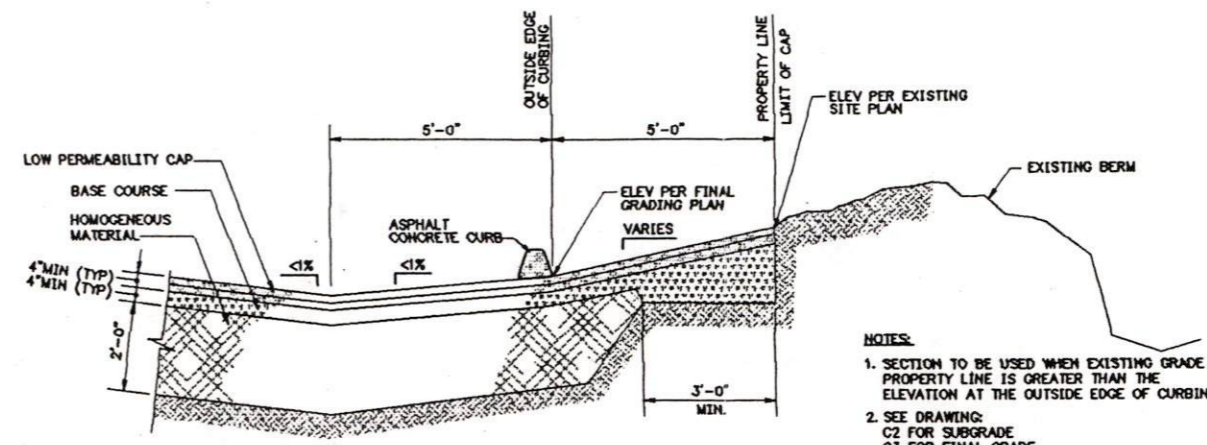 OUTSIDE EDGE
OF CURBING
PROPERTY LINE
LIMIT OF CAP
ELEV PER EXISTING
SITE PLAN
5'-0"
5'-0"
LOW PERMEABILITY CAP
EXISTING BERM
BASE COURSE
ELEV PER FINAL
GRADING PLAN
HOMOGENEOUS
MATERIAL
ASPHALT
CONCRETE CURB
VARIES
<1%
<1%
4"MIN (TYP)
4"MIN (TYP)
2'-0"
3'-0"
MIN.
NOTES:
1. SECTION TO BE USED WHEN EXISTING GRADE
PROPERTY LINE IS GREATER THAN THE
ELEVATION AT THE OUTSIDE EDGE OF CURBIN
2. SEE DRAWING:
C2 FOR SUBGRADE